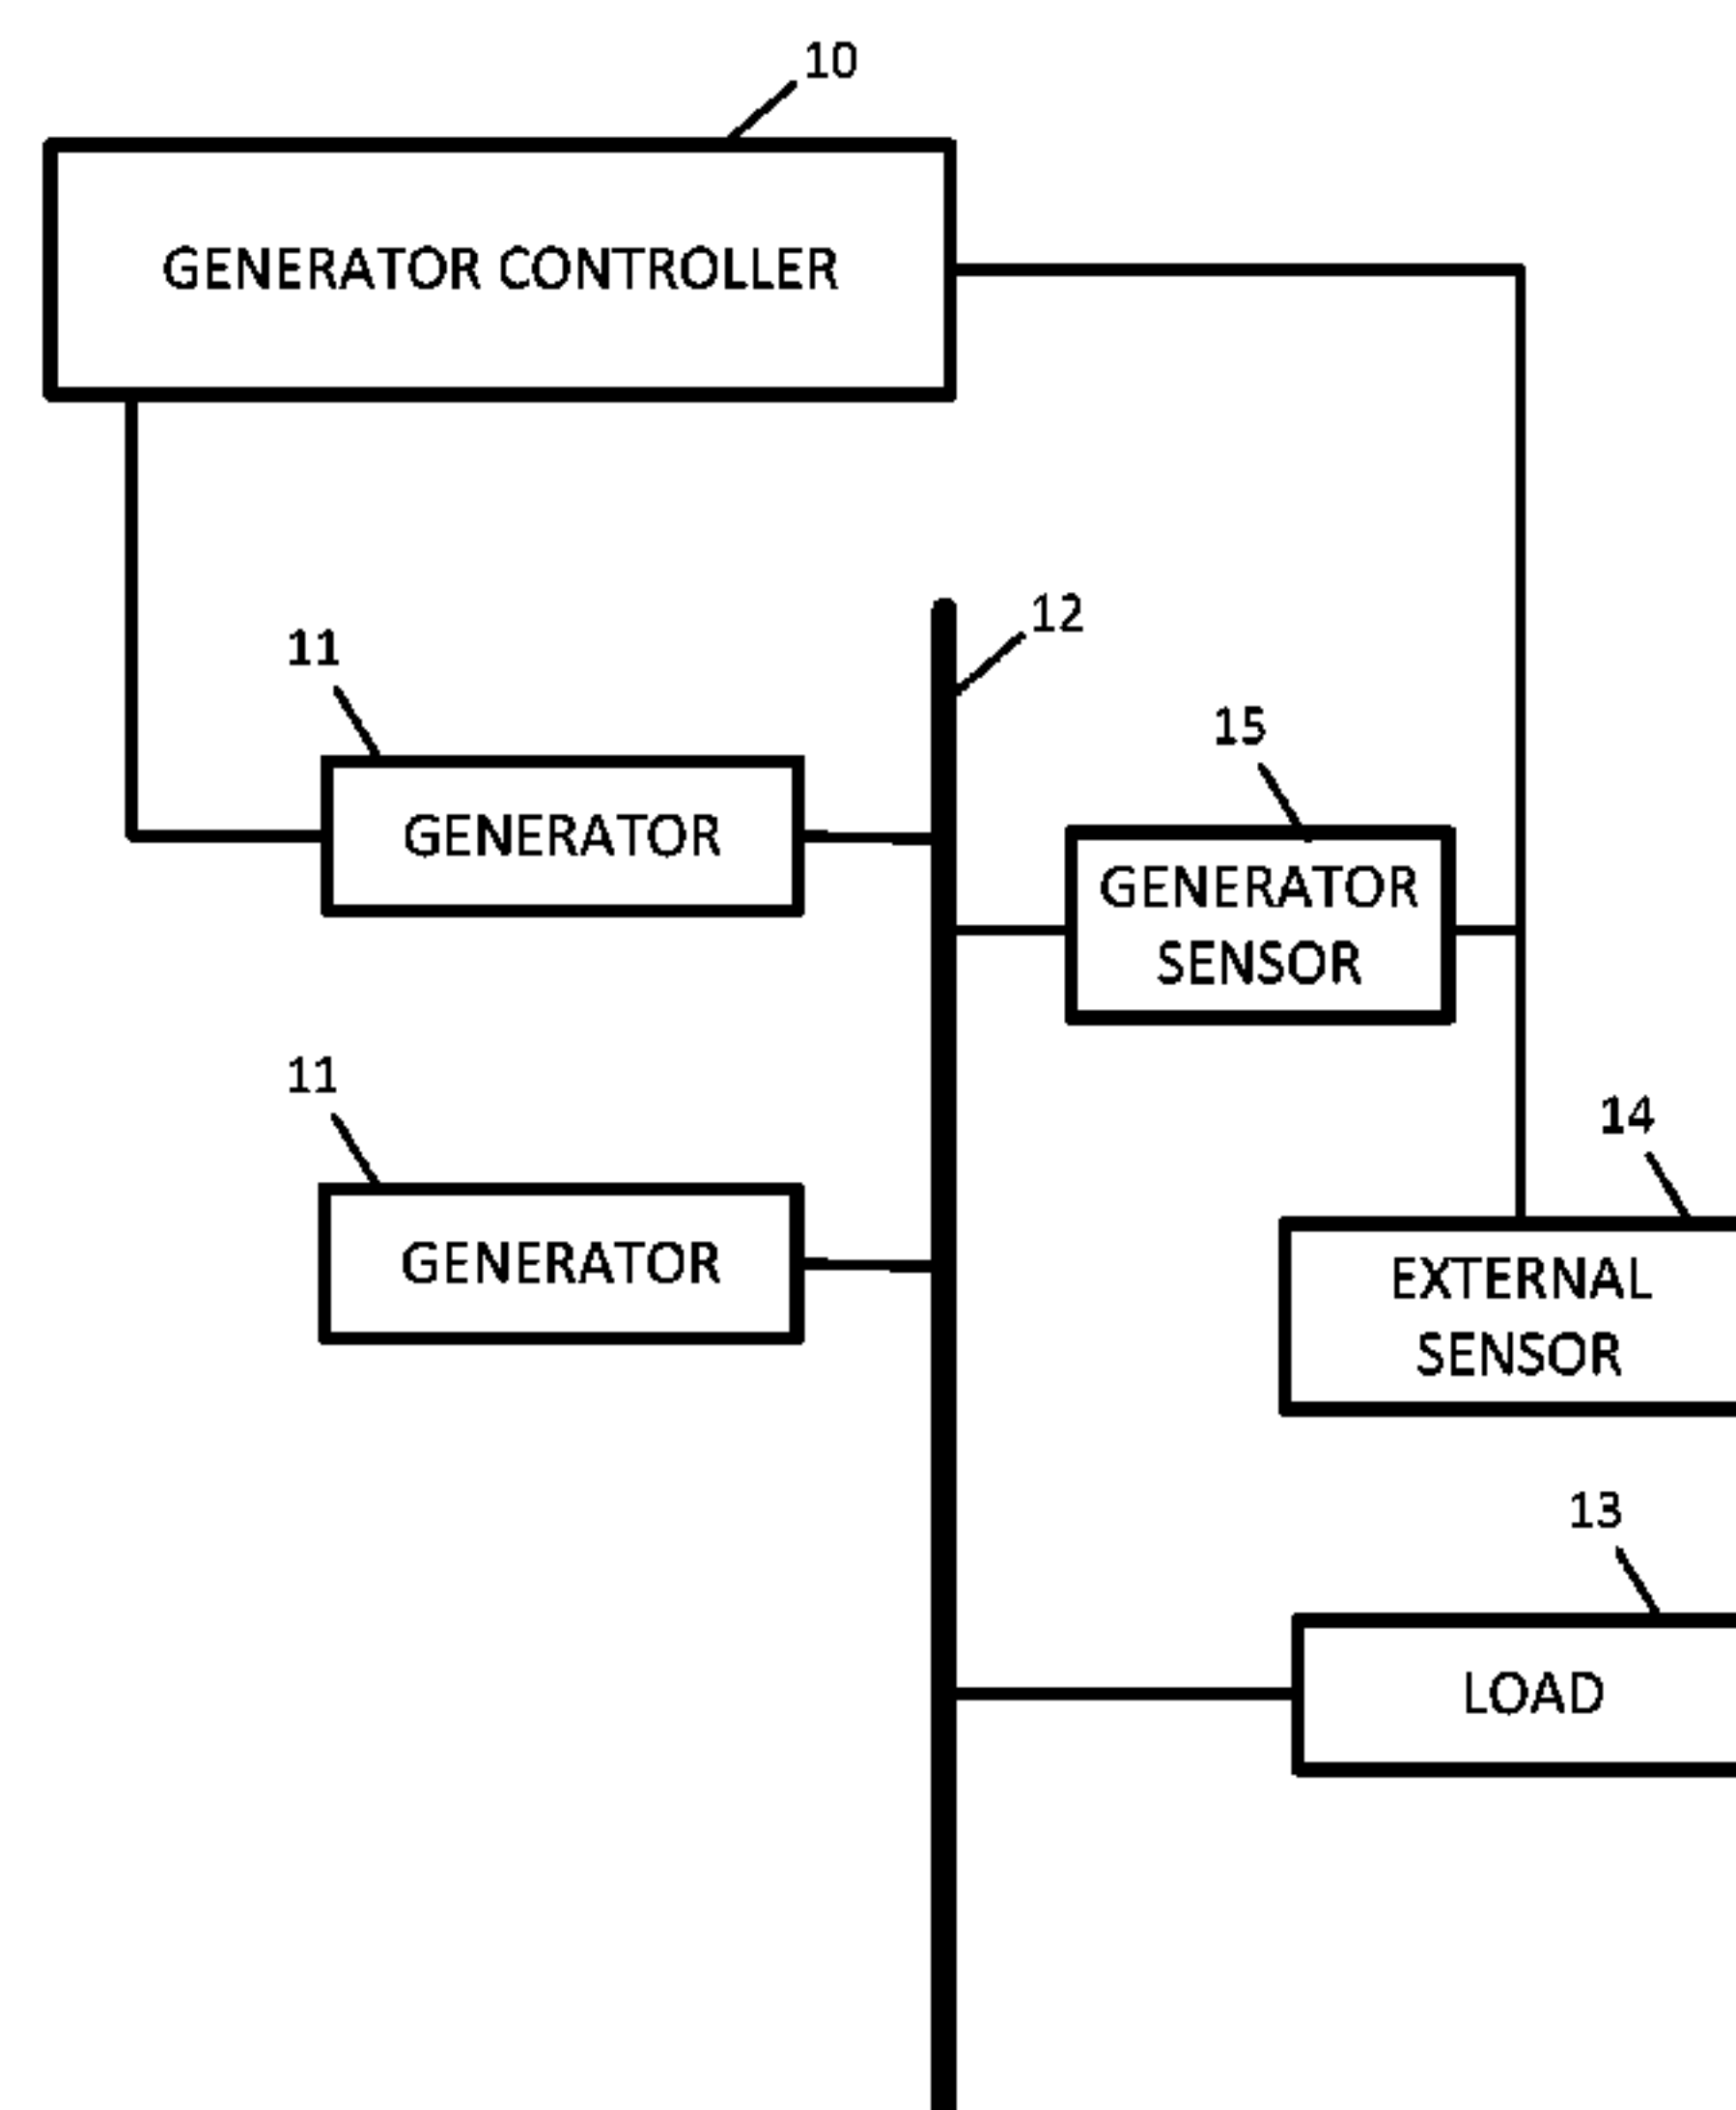 10
GENERATOR CONTROLLER
12
11
15
GENERATOR
GENERATOR
SENSOR
11
14
GENERATOR
EXTERNAL
SENSOR
13
LOAD